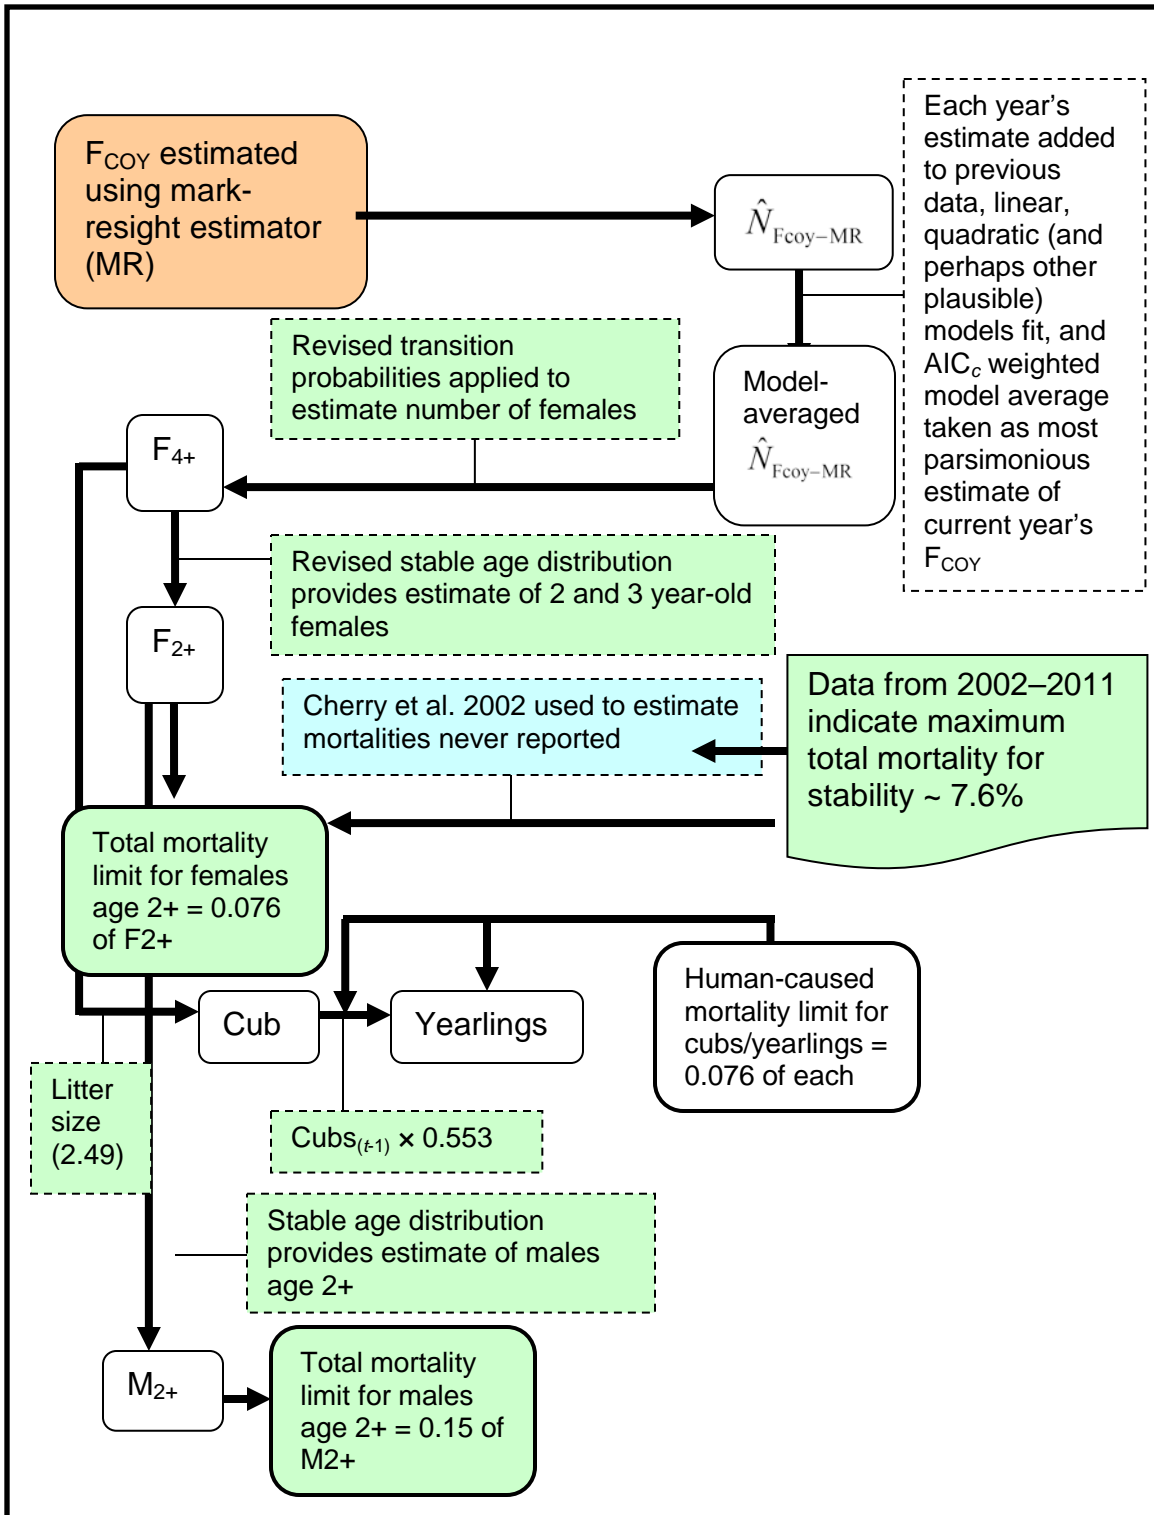 F_COY estimated
using mark-
resight estimator
(MR)
N̂_Fcoy–MR
Each year’s
estimate added
to previous
data, linear,
quadratic (and
perhaps other
plausible)
models fit, and
AIC_c weighted
model average
taken as most
parsimonious
estimate of
current year’s
F_COY
Revised transition
probabilities applied to
estimate number of females
Model-
averaged
N̂_Fcoy–MR
F_4+
Revised stable age distribution
provides estimate of 2 and 3 year-old
females
F_2+
Cherry et al. 2002 used to estimate
mortalities never reported
Data from 2002–2011
indicate maximum
total mortality for
stability ~ 7.6%
Total mortality
limit for females
age 2+ = 0.076
of F2+
Cub
Yearlings
Human-caused
mortality limit for
cubs/yearlings =
0.076 of each
Litter
size
(2.49)
Cubs_(t-1) × 0.553
Stable age distribution
provides estimate of males
age 2+
M_2+
Total mortality
limit for males
age 2+ = 0.15 of
M2+